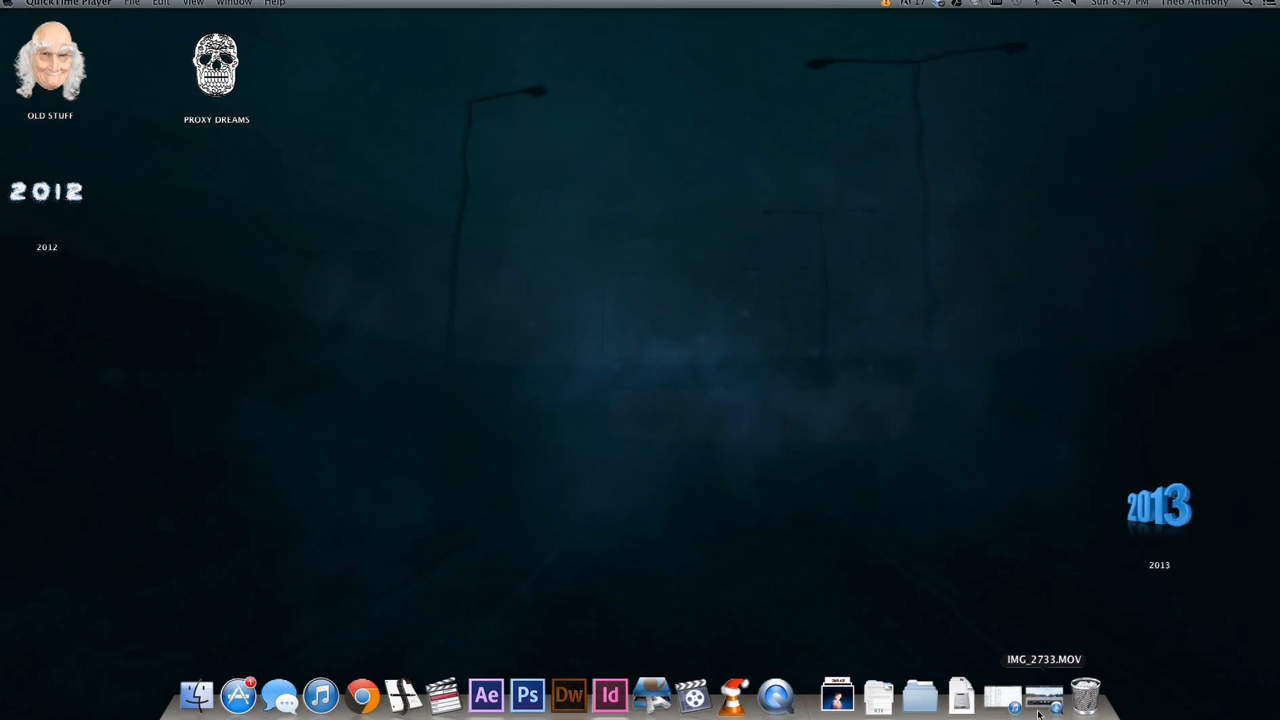 QuickTime Player File Edit View Window Help Sun 8:47 PM Theo Anthony
OLD STUFF
PROXY DREAMS
2012
2012
2013
2013
IMG_2733.MOV
1
Ae Ps Dw Id